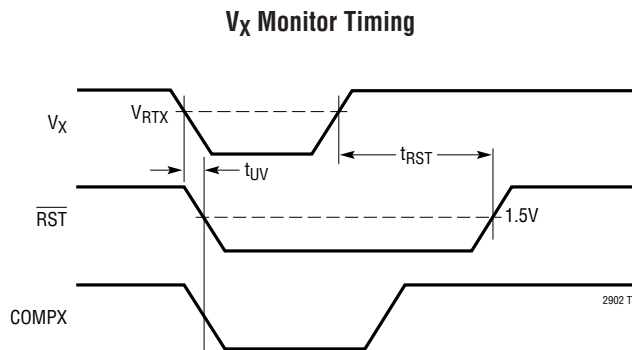 VX Monitor Timing
VX
VRTX
tRST
tUV
RST
1.5V
COMPX
2902 T